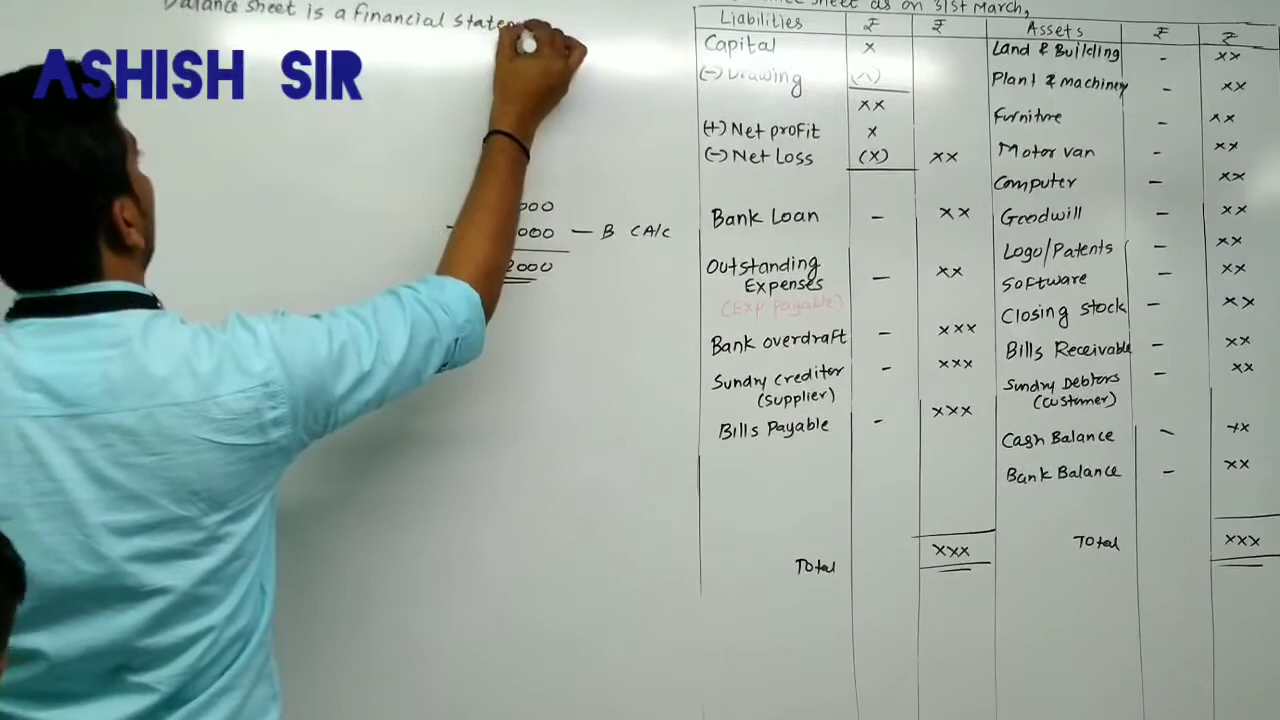 Balance sheet is a financial State
ASHISH SIR
000
000 — B CA/C
2000
sheet as on 31st March,
Liabilities ₹ ₹ Assets ₹ ₹
Capital x Land & Building - xx
(-) Drawing (x) Plant & machinery - xx
xx Furniture - xx
(+) Net profit x
(-) Net Loss (x) xx Motor van - xx
Computer - xx
Bank Loan - xx Goodwill - xx
Logo/Patents - xx
Outstanding Expenses - xx Software - xx
(Exp payable) Closing stock - xx
Bank overdraft - xxx Bills Receivable - xx
Sundry creditor (supplier) - xxx Sundry Debtors (customer) - xx
Bills Payable - xxx Cash Balance - xx
Bank Balance - xx
Total xxx Total xxx